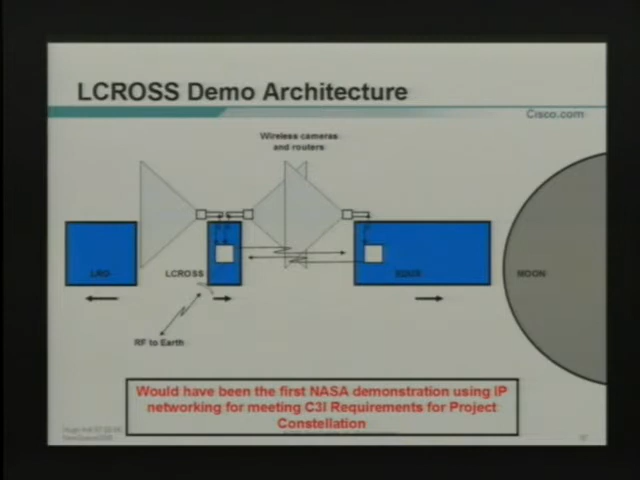 LCROSS Demo Architecture
Cisco.com
Wireless cameras
and routers
LRO
LCROSS
MOON
RF to Earth
Would have been the first NASA demonstration using IP
networking for meeting C3I Requirements for Project
Constellation